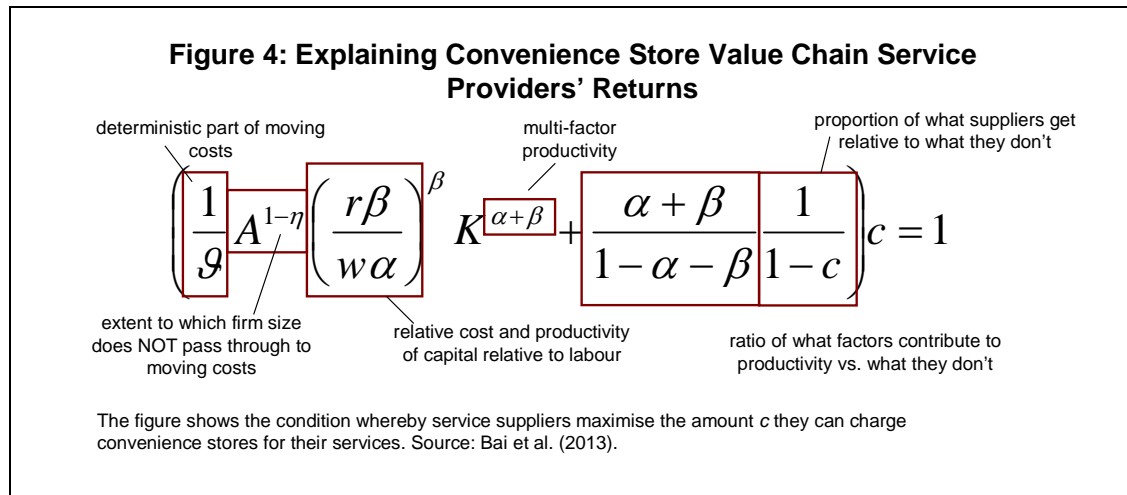 Figure 4: Explaining Convenience Store Value Chain Service
Providers' Returns
deterministic part of moving
costs
multi-factor
productivity
proportion of what suppliers get
relative to what they don't
(1/ϑ A^{1−η} (rβ/wα)^β K^{α+β} + α + β/1 − α − β 1/1 − c) c = 1
extent to which firm size
does NOT pass through to
moving costs
relative cost and productivity
of capital relative to labour
ratio of what factors contribute to
productivity vs. what they don't
The figure shows the condition whereby service suppliers maximise the amount c they can charge
convenience stores for their services. Source: Bai et al. (2013).